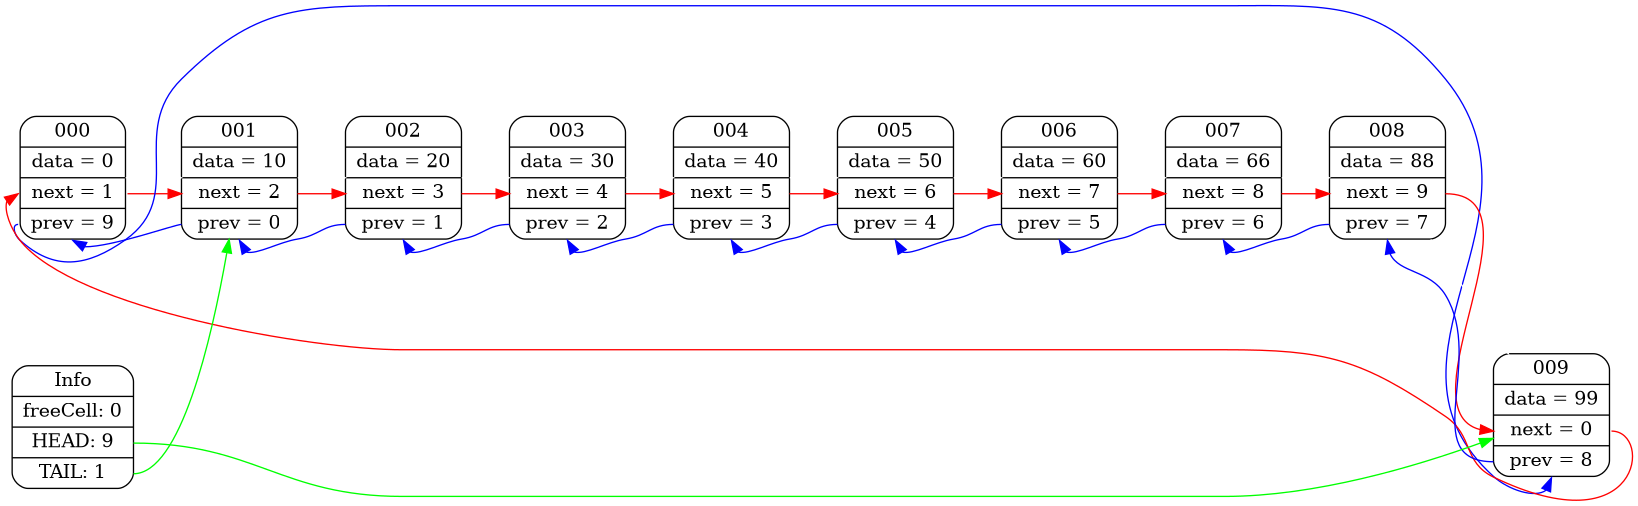 000
data = 0
next = 1
prev = 9
001
data = 10
next = 2
prev = 0
002
data = 20
next = 3
prev = 1
003
data = 30
next = 4
prev = 2
004
data = 40
next = 5
prev = 3
005
data = 50
next = 6
prev = 4
006
data = 60
next = 7
prev = 5
007
data = 66
next = 8
prev = 6
008
data = 88
next = 9
prev = 7
009
data = 99
next = 0
prev = 8
Info
freeCell: 0
HEAD: 9
TAIL: 1